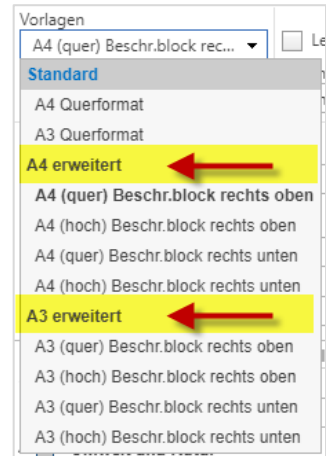 Vorlagen
A4 (quer) Beschr.block rec...
Le
Standard
A4 Querformat
A3 Querformat
A4 erweitert
A4 (quer) Beschr.block rechts oben
A4 (hoch) Beschr.block rechts oben
A4 (quer) Beschr.block rechts unten
A4 (hoch) Beschr.block rechts unten
A3 erweitert
A3 (quer) Beschr.block rechts oben
A3 (hoch) Beschr.block rechts oben
A3 (quer) Beschr.block rechts unten
A3 (hoch) Beschr.block rechts unten